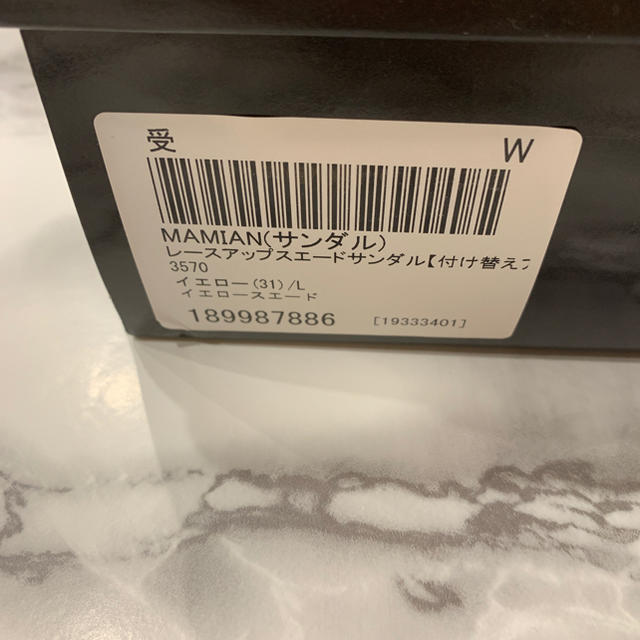 受 W
MAMIAN(サンダル)
レースアップスエードサンダル【付け替え
3570
イエロー(31)/L
イエロースエード
189987886 [19333401]